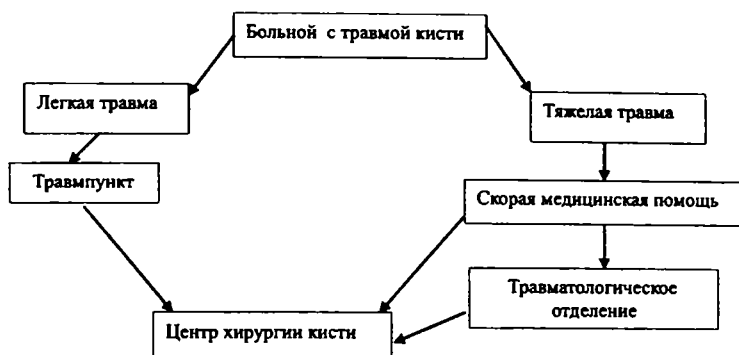 Больной с травмой кисти
Легкая травма
Тяжелая травма
Травмпункт
Скорая медицинская помощь
Травматологическое
отделение
Центр хирургии кисти